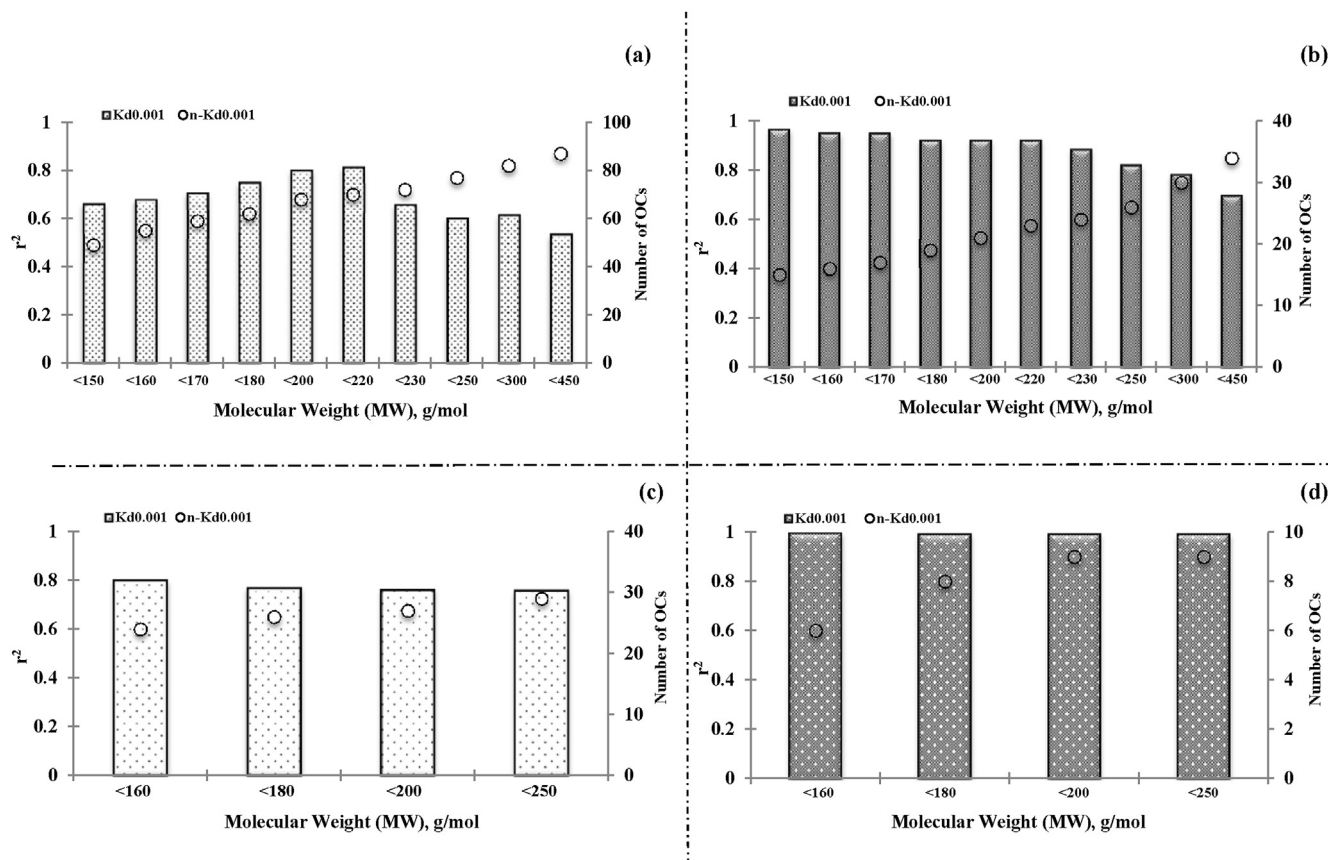 (a)
Kd0.001 n-Kd0.001
1
0.8
0.6
0.4
0.2
0
r2
100
80
60
40
20
0
Number of OCs
<150 <160 <170 <180 <200 <220 <230 <250 <300 <450
Molecular Weight (MW), g/mol
(b)
Kd0.001 n-Kd0.001
1
0.8
0.6
0.4
0.2
0
r2
40
30
20
10
0
Number of OCs
<150 <160 <170 <180 <200 <220 <230 <250 <300 <450
Molecular Weight (MW), g/mol
(c)
Kd0.001 n-Kd0.001
1
0.8
0.6
0.4
0.2
0
r2
40
30
20
10
0
Number of OCs
<160 <180 <200 <250
Molecular Weight (MW), g/mol
(d)
Kd0.001 n-Kd0.001
1
0.8
0.6
0.4
0.2
0
r2
10
8
6
4
2
0
Number of OCs
<160 <180 <200 <250
Molecular Weight (MW), g/mol